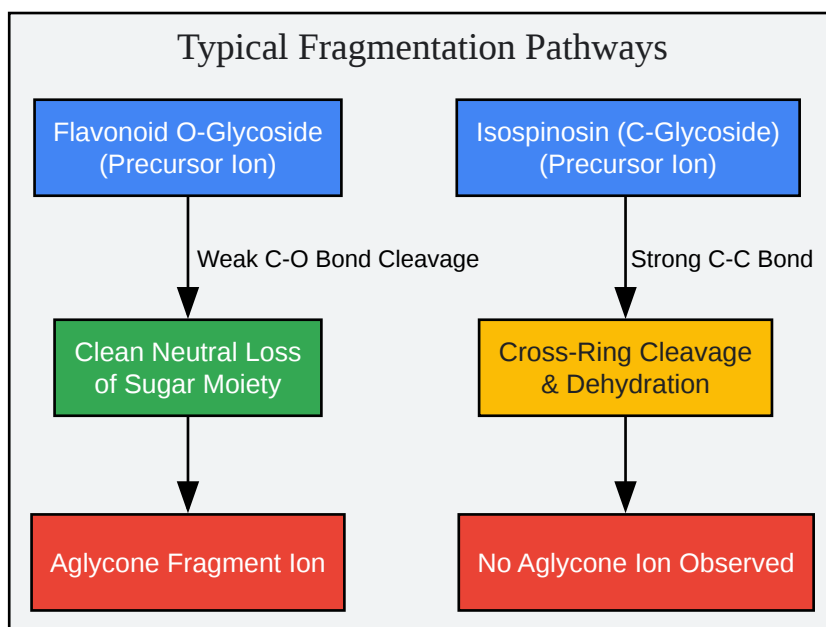 Typical Fragmentation Pathways
Flavonoid O-Glycoside
(Precursor Ion)
Isospinosin (C-Glycoside)
(Precursor Ion)
Weak C-O Bond Cleavage
Strong C-C Bond
Clean Neutral Loss
of Sugar Moiety
Cross-Ring Cleavage
& Dehydration
Aglycone Fragment Ion
No Aglycone Ion Observed